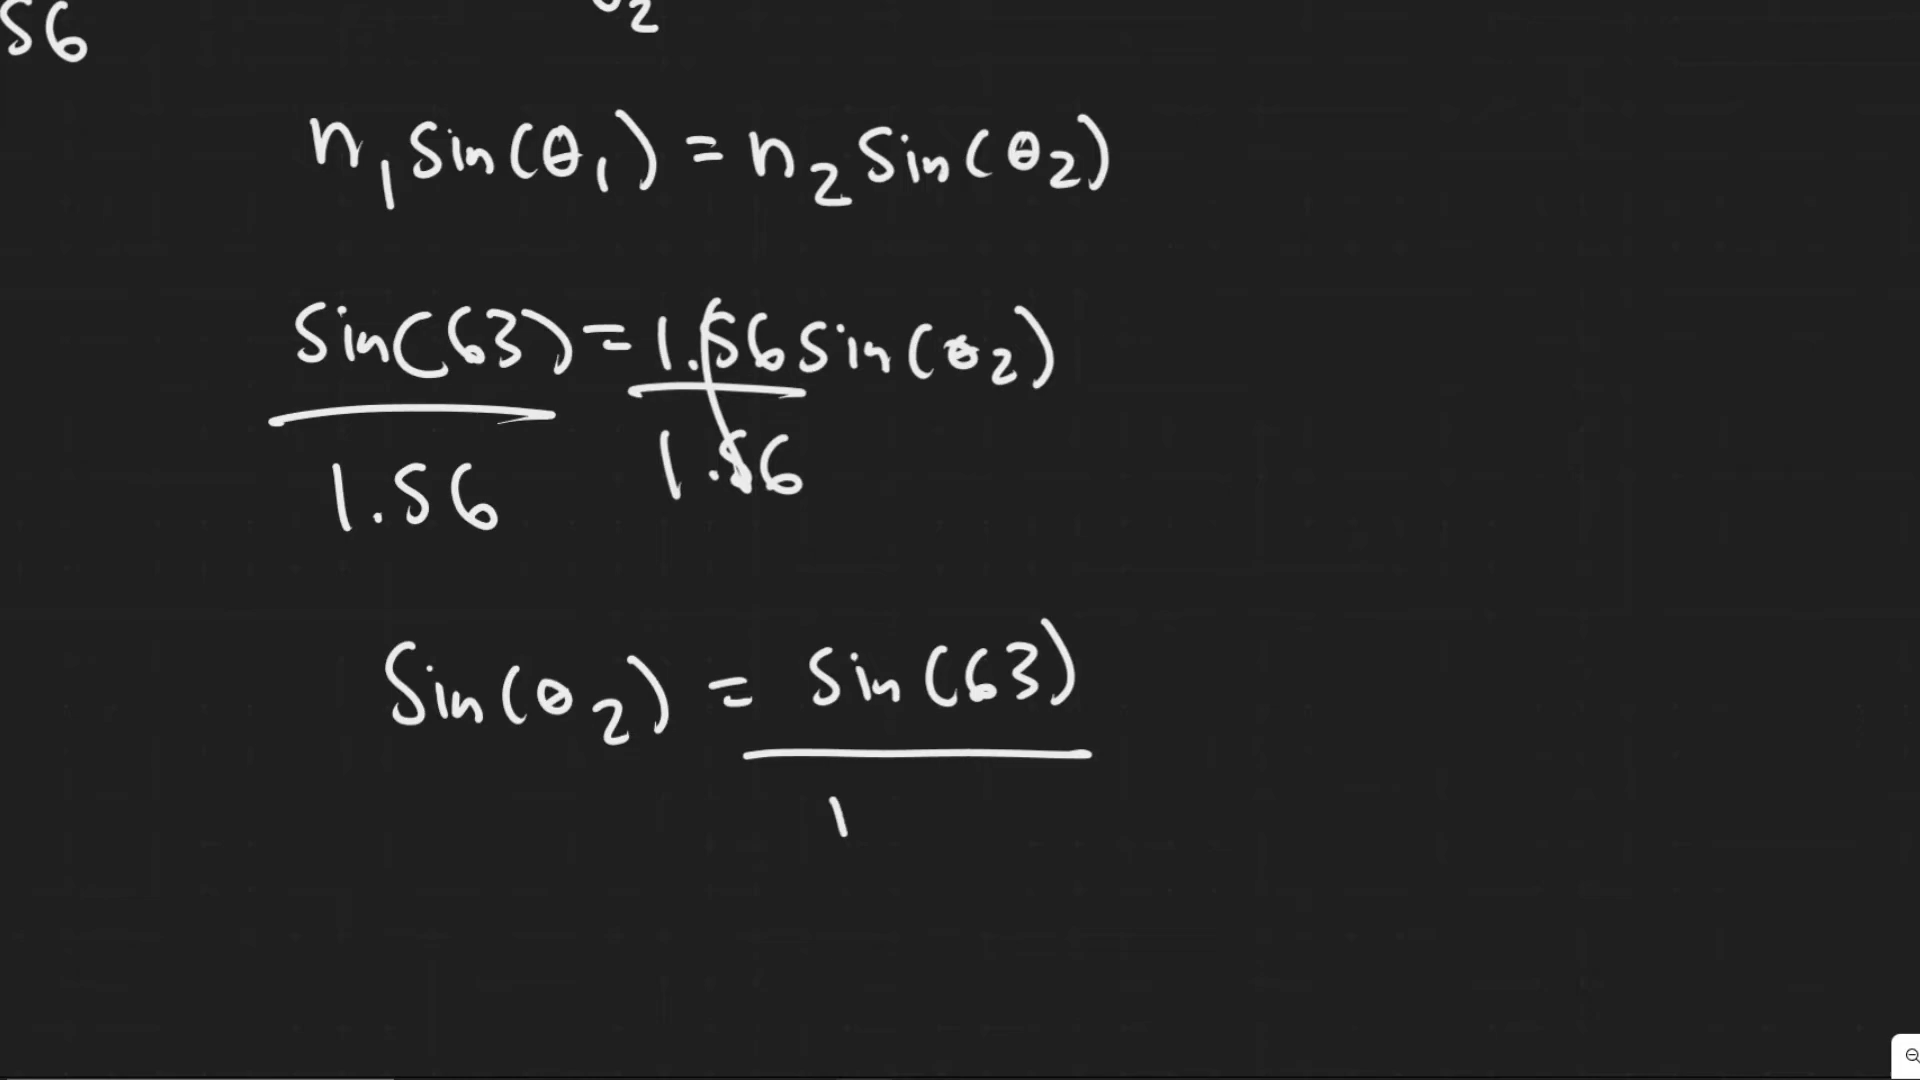 56
2
n₁ sin(θ₁) = n₂ sin(θ₂)
sin(63) = 1.56 sin(θ₂)
1.56 1.56
sin(θ₂) = sin(63)
1